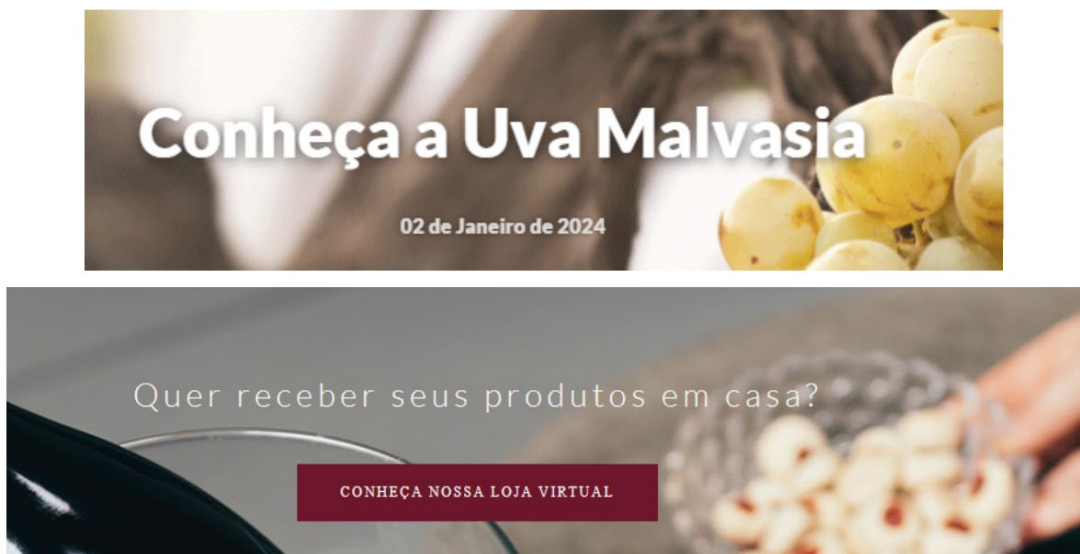 Conheça a Uva Malvasia
02 de Janeiro de 2024
Quer receber seus produtos em casa?
CONHEÇA NOSSA LOJA VIRTUAL